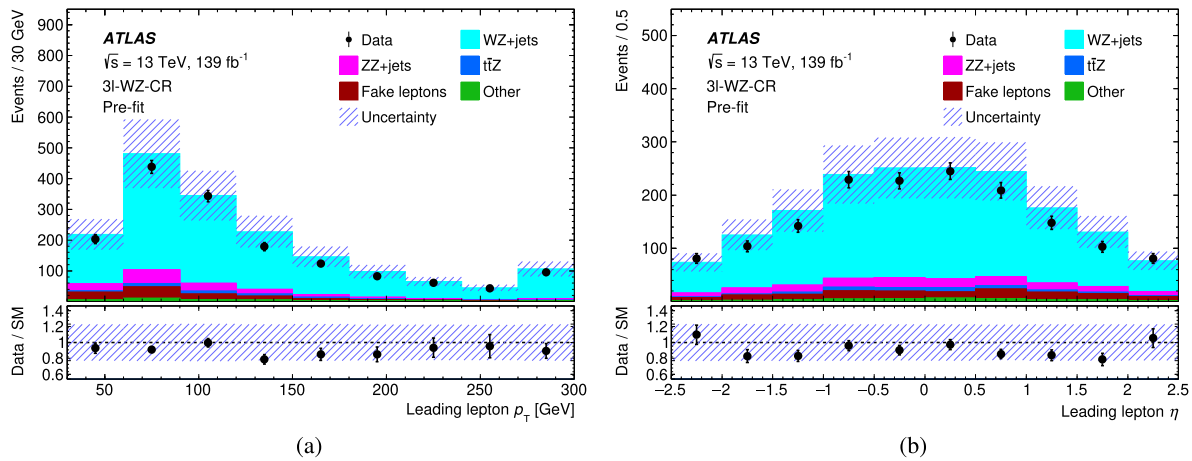 Events / 30 GeV
900
800
700
600
500
400
300
200
100
ATLAS
√s = 13 TeV, 139 fb⁻¹
3l-WZ-CR
Pre-fit
Data
WZ+jets
ZZ+jets
tt̄Z
Fake leptons
Other
Uncertainty
Data / SM
1.4
1.2
1
0.8
0.6
50 100 150 200 250 300
Leading lepton p_T [GeV]
(a)
Events / 0.5
500
400
300
200
100
ATLAS
√s = 13 TeV, 139 fb⁻¹
3l-WZ-CR
Pre-fit
Data
WZ+jets
ZZ+jets
tt̄Z
Fake leptons
Other
Uncertainty
Data / SM
1.4
1.2
1
0.8
0.6
−2.5 −2 −1.5 −1 −0.5 0 0.5 1 1.5 2 2.5
Leading lepton η
(b)